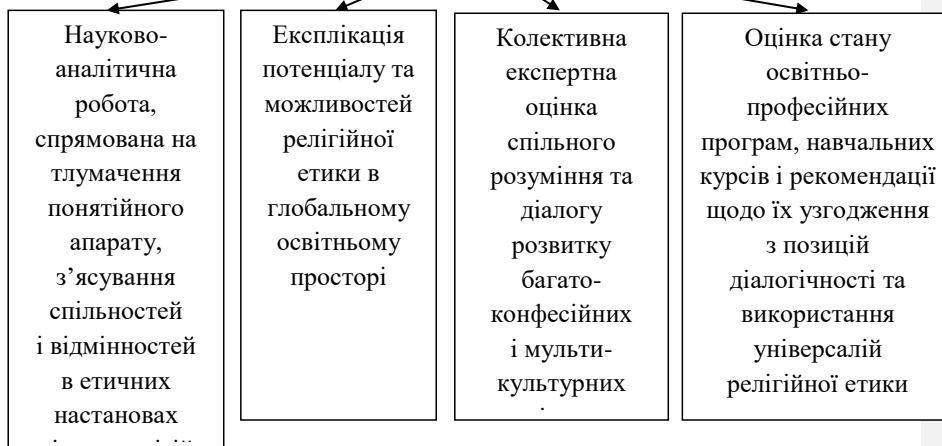 Науково-
аналітична
робота,
спрямована на
тлумачення
понятійного
апарату,
з’ясування
спільностей
і відмінностей
в етичних
настановах
Експлікація
потенціалу та
можливостей
релігійної
етики в
глобальному
освітньому
просторі
Колективна
експертна
оцінка
спільного
розуміння та
діалогу
розвитку
багато-
конфесійних
і мульти-
культурних
Оцінка стану
освітньо-
професійних
програм, навчальних
курсів і рекомендації
щодо їх узгодження
з позицій
діалогічності та
використання
універсалій
релігійної етики